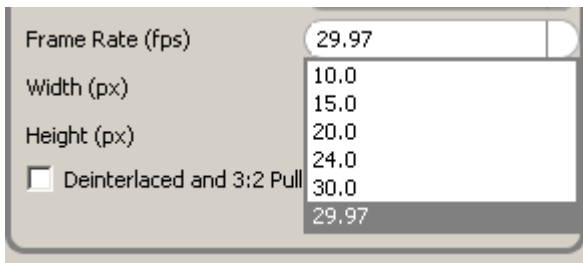 Frame Rate (fps) 29.97
10.0
Width (px)
15.0
20.0
Height (px)
24.0
Deinterlaced and 3:2 Pull
30.0
29.97